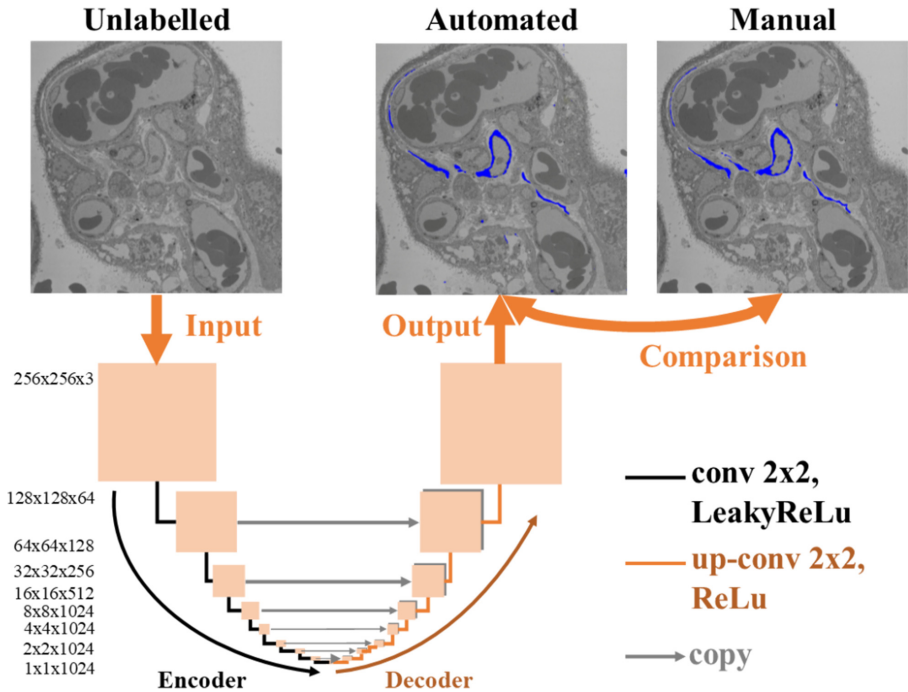 Unlabelled
Automated
Manual
Input
Output
Comparison
256x256x3
128x128x64
64x64x128
32x32x256
16x16x512
8x8x1024
4x4x1024
2x2x1024
1x1x1024
Encoder
Decoder
conv 2x2,
LeakyReLu
up-conv 2x2,
ReLu
copy